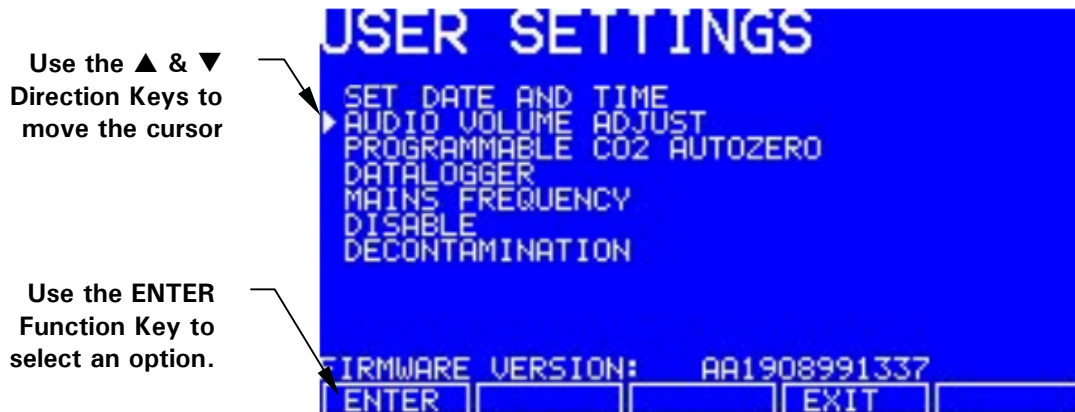 USER SETTINGS
Use the ▲ & ▼
Direction Keys to
move the cursor
SET DATE AND TIME
AUDIO VOLUME ADJUST
PROGRAMMABLE CO2 AUTOZERO
DATALOGGER
MAINS FREQUENCY
DISABLE
DECONTAMINATION
Use the ENTER
Function Key to
select an option.
FIRMWARE VERSION: AA1908991337
ENTER EXIT